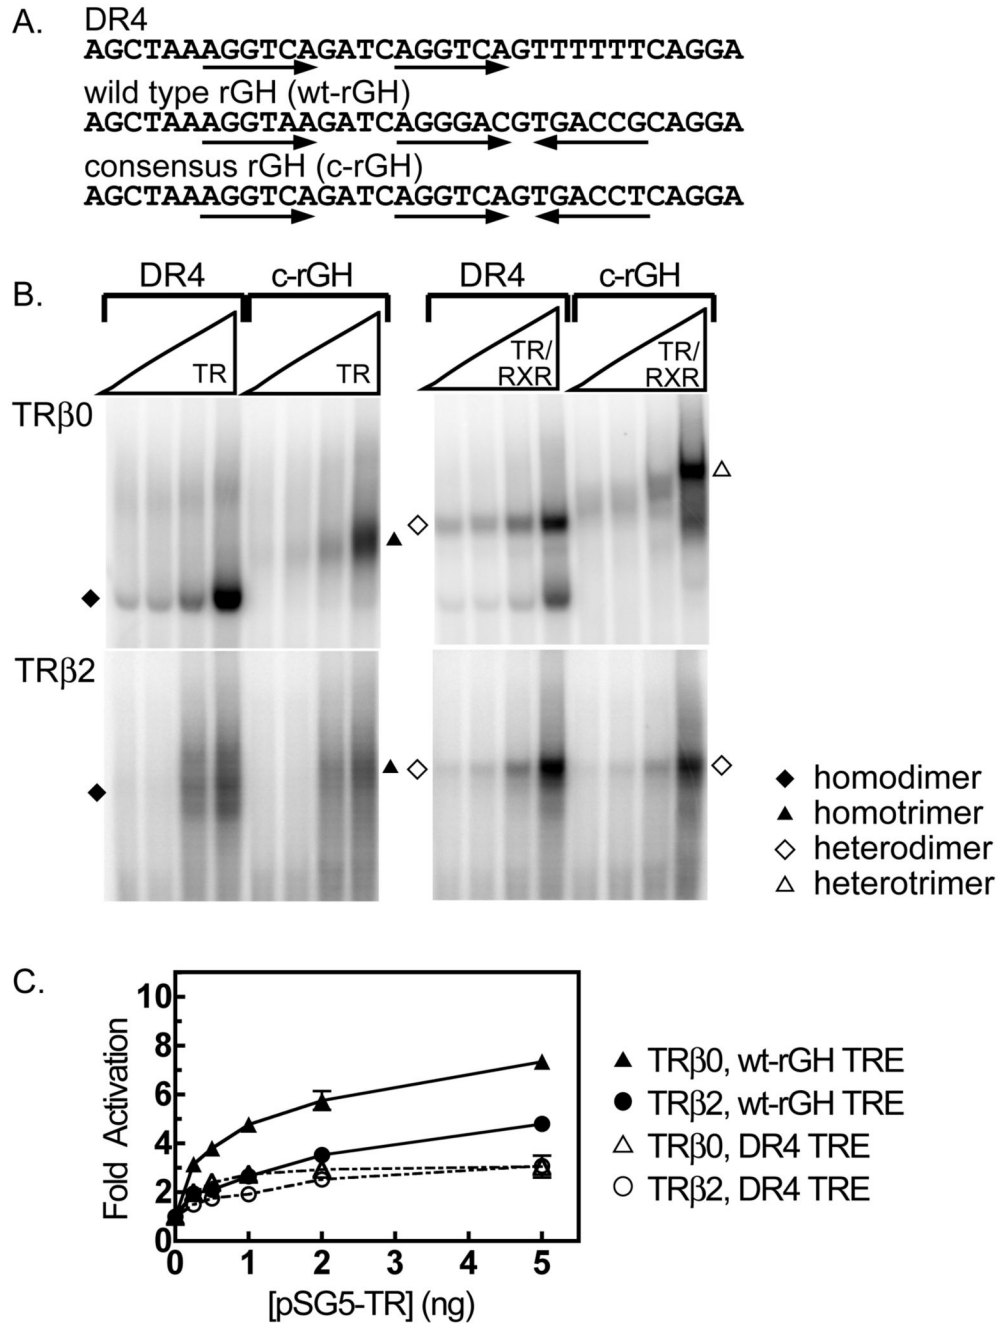 A.
DR4
AGCTAAAGGTCAGATCAGGTCAGTTTTTTCAGGA
wild type rGH (wt-rGH)
AGCTAAAGGTAAGATCAGGGACGTGACCGCAGGA
consensus rGH (c-rGH)
AGCTAAAGGTCAGATCAGGTCAGTGACCTCAGGA
B.
DR4 c-rGH DR4 c-rGH
TR TR TR/ RXR TR/ RXR
TRβ0
TRβ2
homodimer
homotrimer
heterodimer
heterotrimer
C.
Fold Activation
10
8
6
4
2
0
0 1 2 3 4 5
[pSG5-TR] (ng)
TRβ0, wt-rGH TRE
TRβ2, wt-rGH TRE
TRβ0, DR4 TRE
TRβ2, DR4 TRE